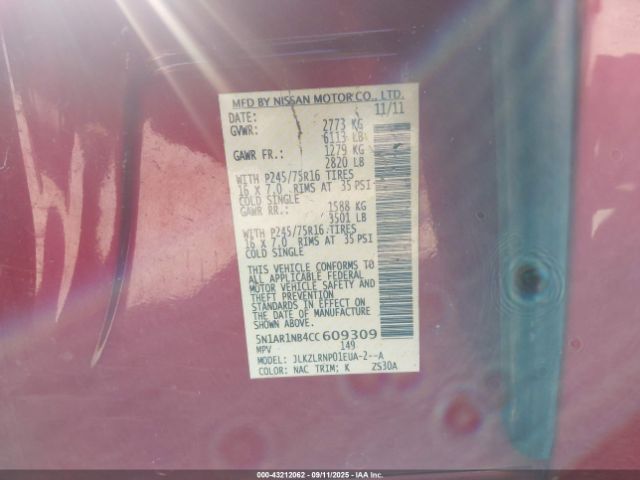 MFD BY NISSAN MOTOR CO., LTD.
DATE: 11/11
GVWR: 2773 KG
6113 LB
GAWR FR.: 1279 KG
2820 LB
WITH P245/75R16 TIRES
16 X 7.0 RIMS AT 35 PSI
COLD SINGLE
GAWR RR.: 1588 KG
3501 LB
WITH P245/75R16 TIRES
16 X 7.0 RIMS AT 35 PSI
COLD SINGLE
THIS VEHICLE CONFORMS TO
ALL APPLICABLE FEDERAL
MOTOR VEHICLE SAFETY AND
THEFT PREVENTION
STANDARDS IN EFFECT ON
THE DATE OF MANUFACTURE
SHOWN ABOVE.
5N1AR1NB4CC 609309
MPV 149
MODEL: JLKZLRNP01EUA-2--A
COLOR: NAC TRIM: K ZS30A
000-43212062 - 09/11/2025 - IAA Inc.